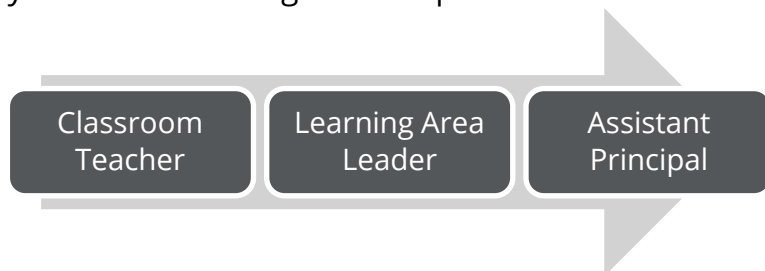 Classroom
Teacher
Learning Area
Leader
Assistant
Principal